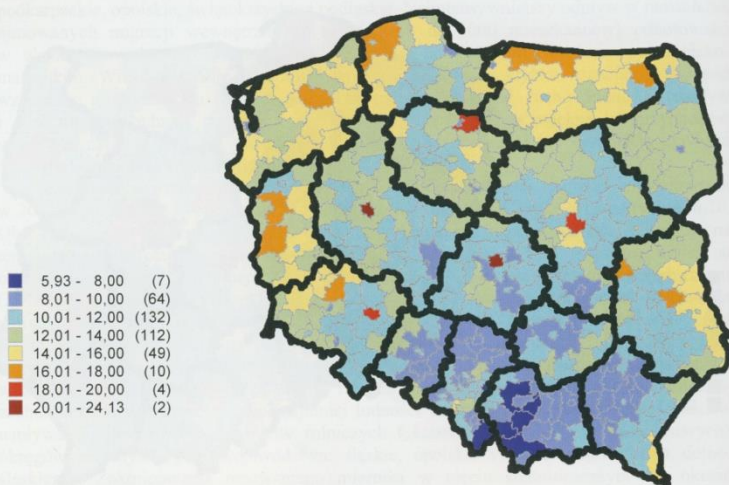 5,93 - 8,00 (7)
8,01 - 10,00 (64)
10,01 - 12,00 (132)
12,01 - 14,00 (112)
14,01 - 16,00 (49)
16,01 - 18,00 (10)
18,01 - 20,00 (4)
20,01 - 24,13 (2)